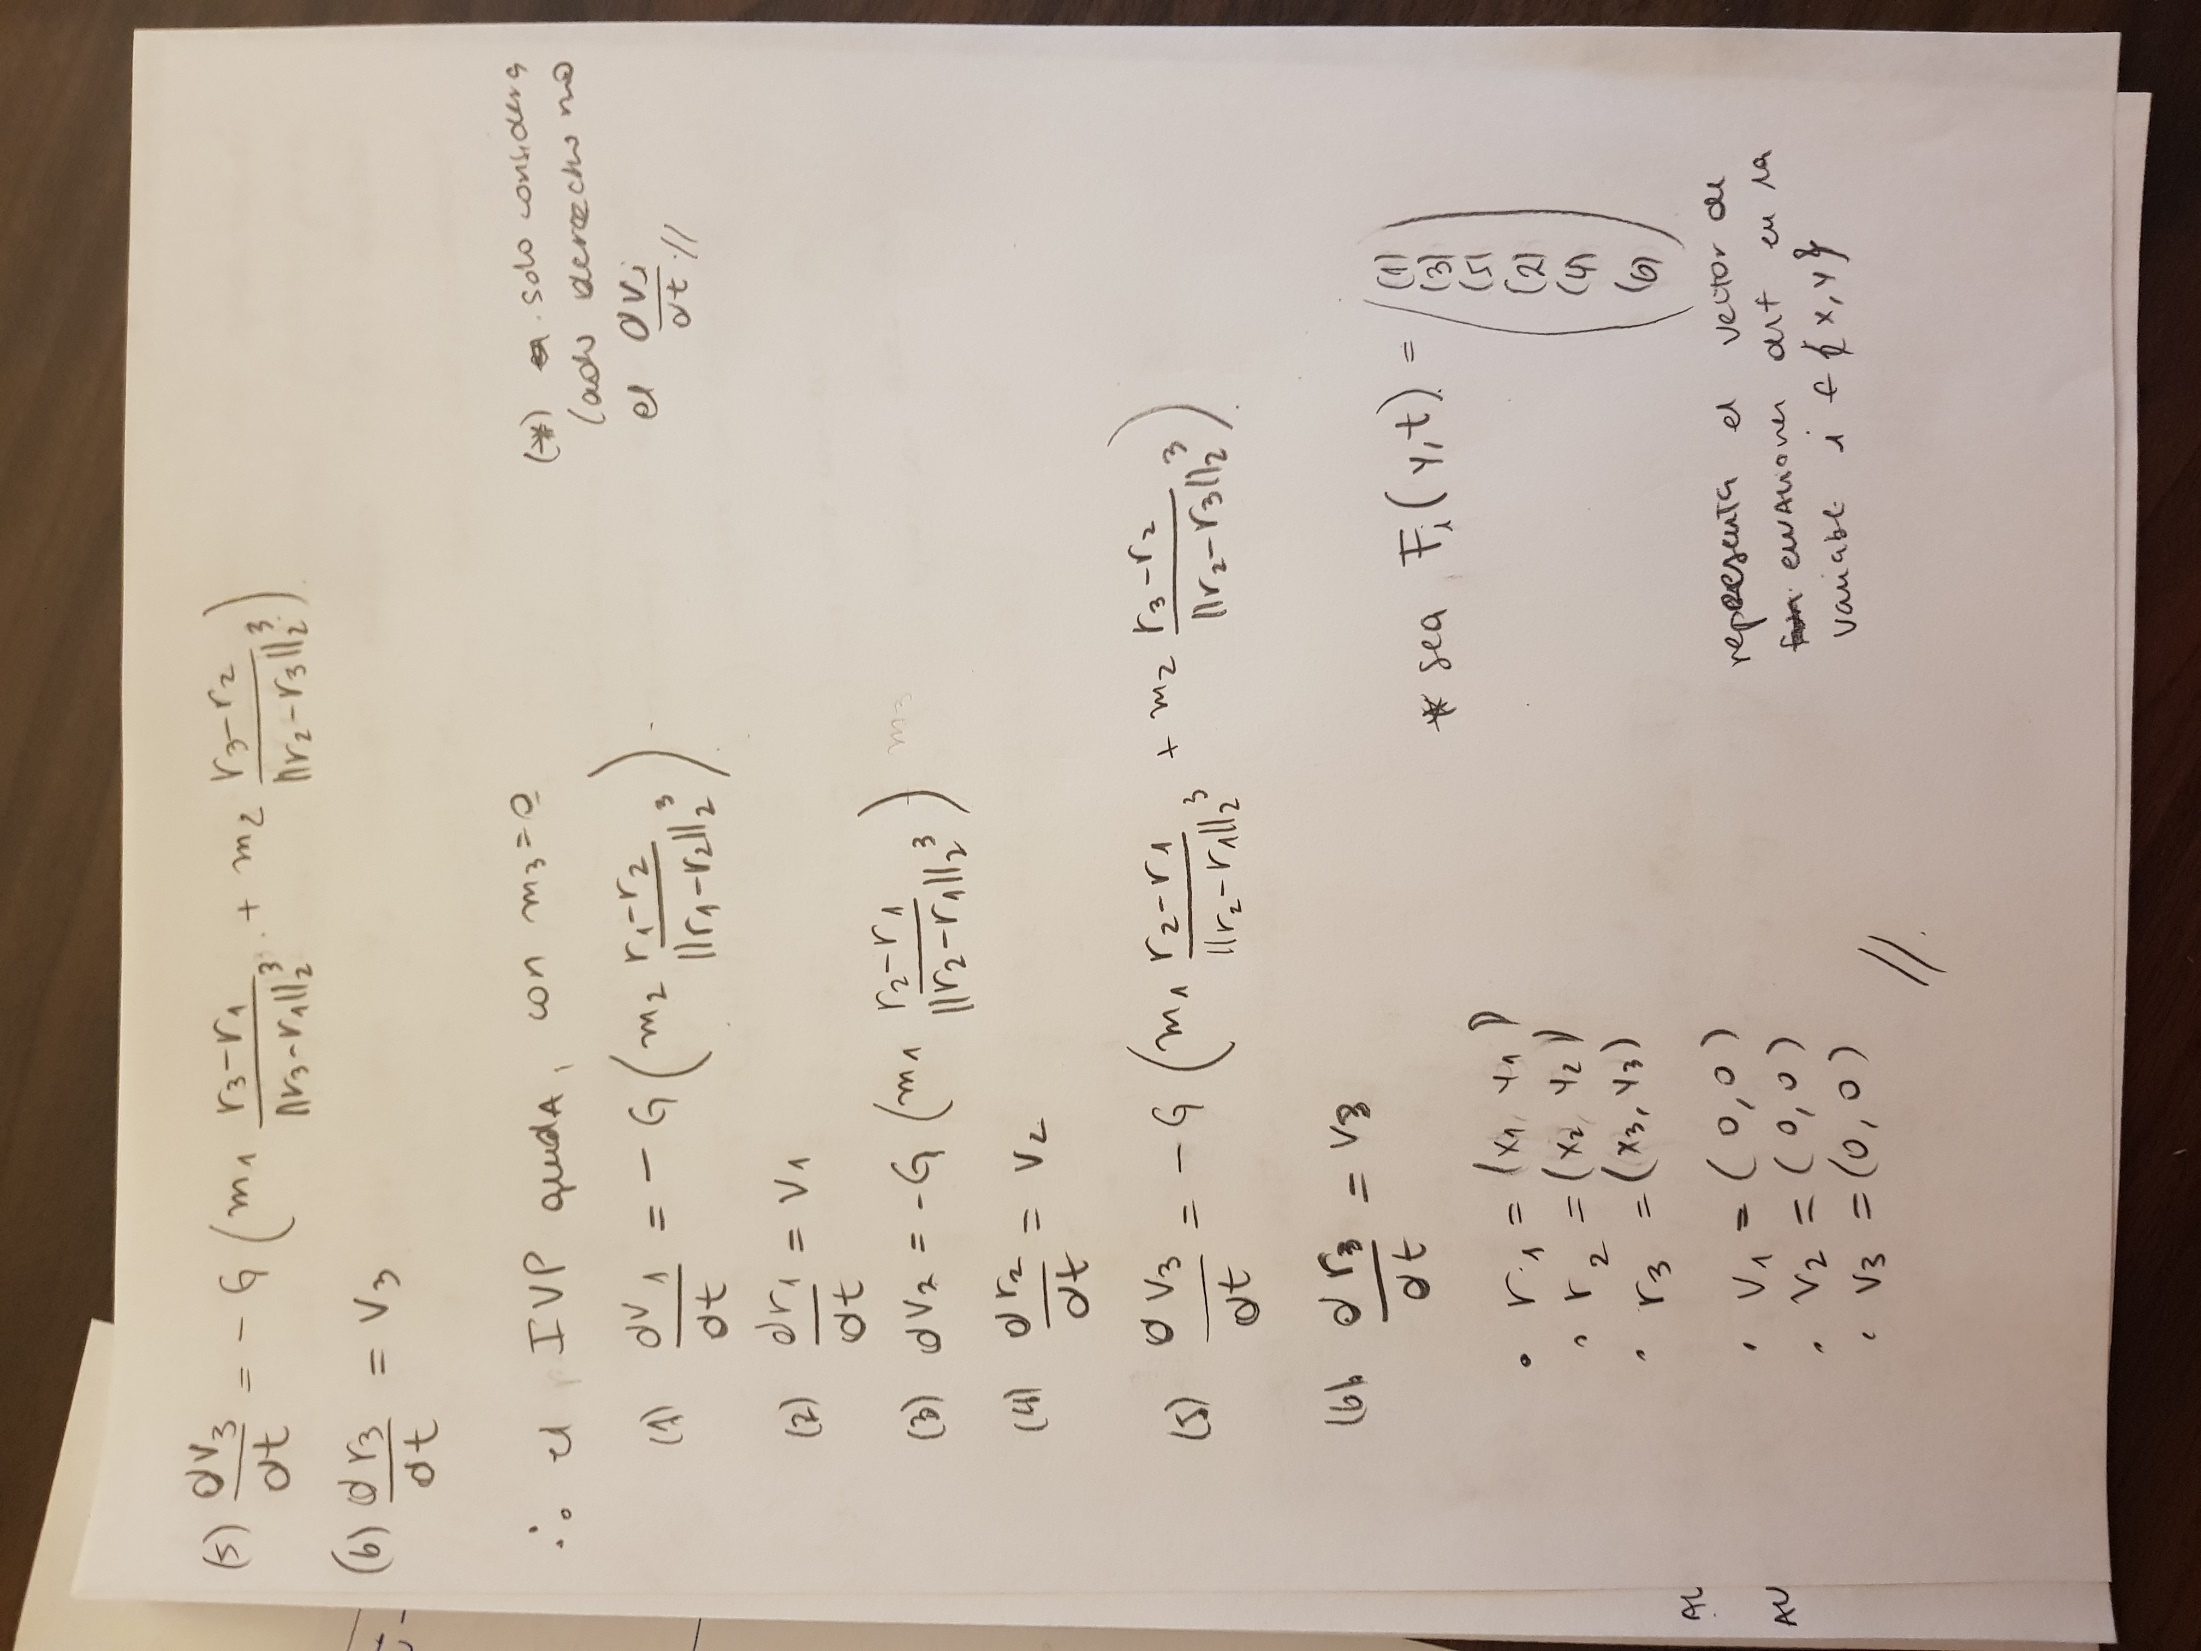 (5) dv₃/dt = - G (m₁ (r₃-r₁)/||r₃-r₁||₂³ + m₂ (r₃-r₂)/||r₂-r₃||₂³)
(6) dr₃/dt = v₃
∴ el IVP queda, con m₃=0
(1) dv₁/dt = - G (m₂ (r₁-r₂)/||r₁-r₂||₂³)
(2) dr₁/dt = v₁
(3) dv₂ = -G (m₁ (r₂-r₁)/||r₂-r₁||₂³) m₃
(4) dr₂/dt = v₂
(5) dv₃/dt = - G (m₁ (r₂-r₁)/||r₂-r₁||₂³ + m₂ (r₃-r₂)/||r₂-r₃||₂³)
(6) dr₃/dt = v₃
• r₁ = (x₁, y₁)
• r₂ = (x₂, y₂)
• r₃ = (x₃, y₃)
• v₁ = (0, 0)
• v₂ = (0, 0)
• v₃ = (0, 0) //
(*) solo considera
lado derecho no
el dvᵢ/dt //
* sea Fᵢ(y,t) =
(1)
(3)
(5)
(2)
(4)
(6)
representa el vector de
ecuaciones en la
variable i ∈ {x,y}